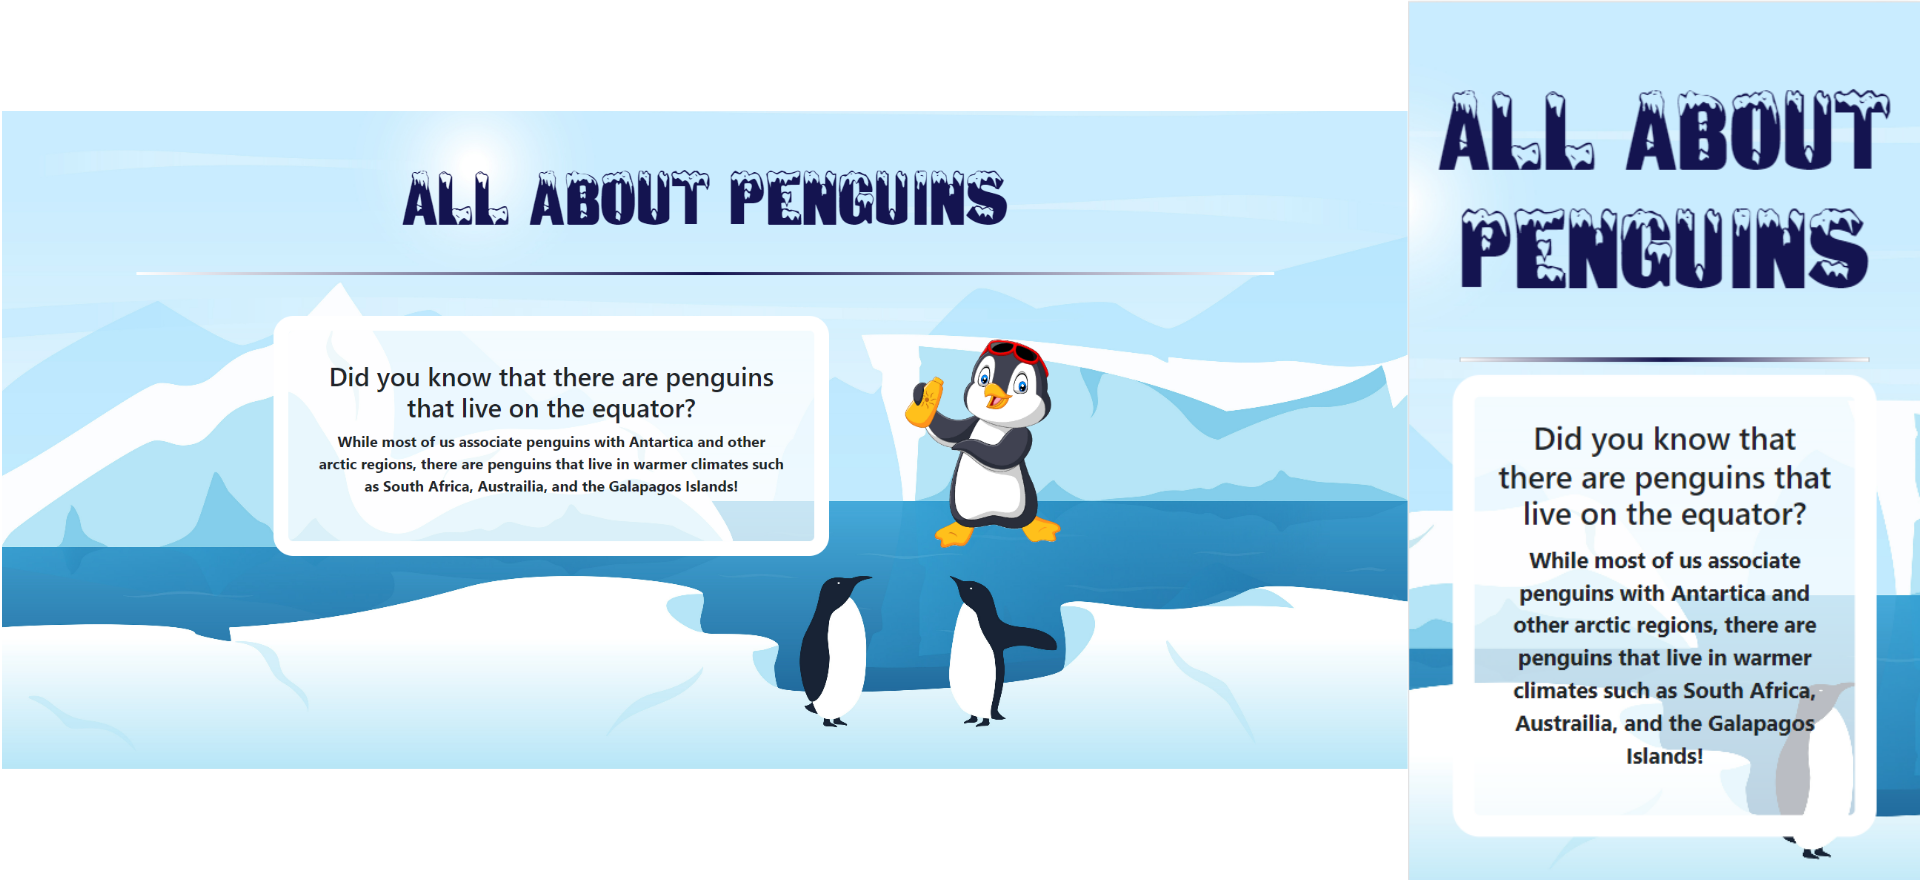 ALL ABOUT PENGUINS
Did you know that there are penguins
that live on the equator?
While most of us associate penguins with Antartica and other
arctic regions, there are penguins that live in warmer climates such
as South Africa, Austrailia, and the Galapagos Islands!
ALL ABOUT
PENGUINS
Did you know that
there are penguins that
live on the equator?
While most of us associate
penguins with Antartica and
other arctic regions, there are
penguins that live in warmer
climates such as South Africa,
Austrailia, and the Galapagos
Islands!